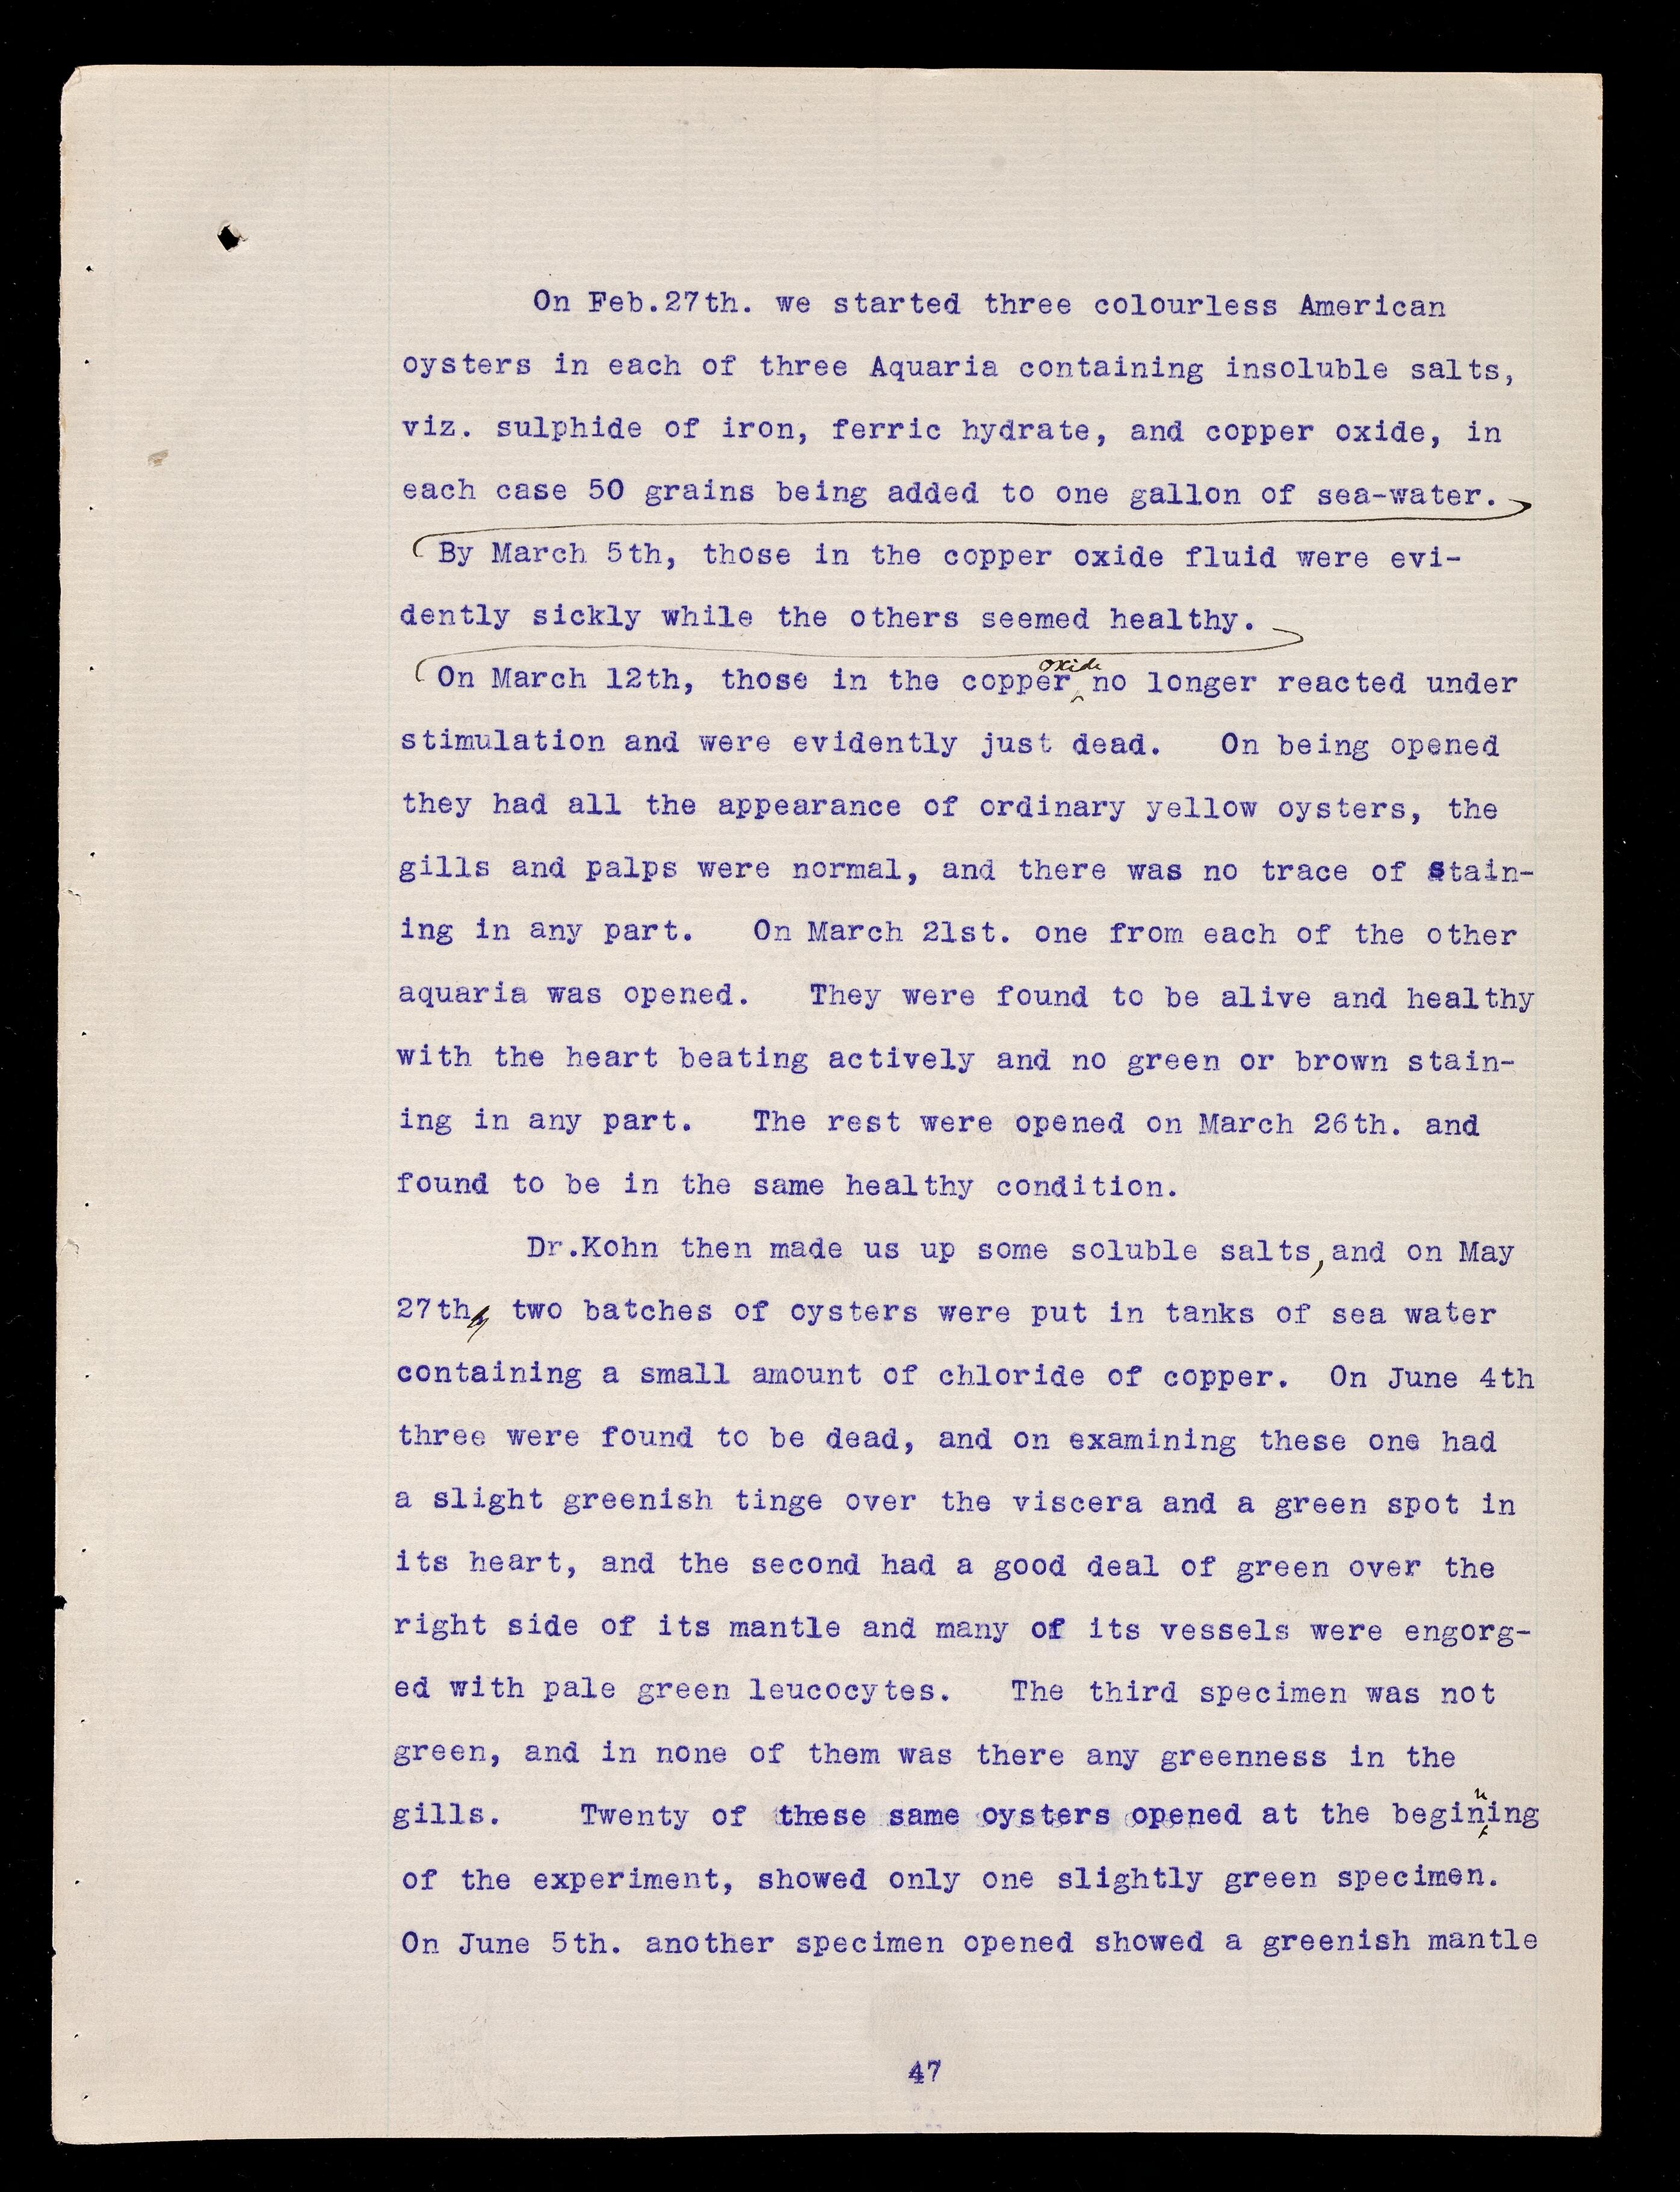 On Feb.27th. we started three colourless American
oysters in each of three Aquaria containing insoluble salts,
viz. sulphide of iron, ferric hydrate, and copper oxide, in
each case 50 grains being added to one gallon of sea-water.
By March 5th, those in the copper oxide fluid were evi-
dently sickly while the others seemed healthy.
On March 12th, those in the copper oxide no longer reacted under
stimulation and were evidently just dead.   On being opened
they had all the appearance of ordinary yellow oysters, the
gills and palps were normal, and there was no trace of stain-
ing in any part.   On March 21st. one from each of the other
aquaria was opened.   They were found to be alive and healthy
with the heart beating actively and no green or brown stain-
ing in any part.   The rest were opened on March 26th. and
found to be in the same healthy condition.
Dr.Kohn then made us up some soluble salts, and on May
27th, two batches of oysters were put in tanks of sea water
containing a small amount of chloride of copper.  On June 4th
three were found to be dead, and on examining these one had
a slight greenish tinge over the viscera and a green spot in
its heart, and the second had a good deal of green over the
right side of its mantle and many of its vessels were engorg-
ed with pale green leucocytes.   The third specimen was not
green, and in none of them was there any greenness in the
gills.    Twenty of these same oysters opened at the beginning
of the experiment, showed only one slightly green specimen.
On June 5th. another specimen opened showed a greenish mantle
47